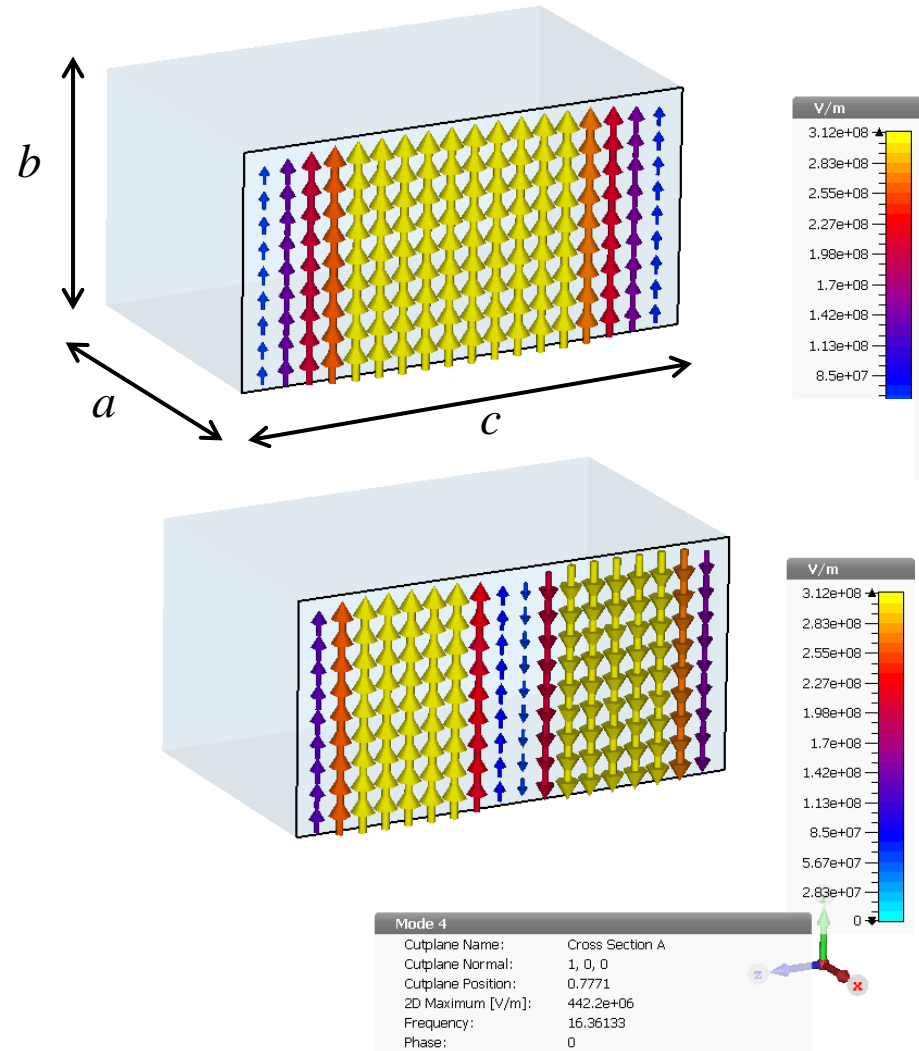 b
a
c
V/m
3.12e+08
2.83e+08
2.55e+08
2.27e+08
1.98e+08
1.7e+08
1.42e+08
1.13e+08
8.5e+07
V/m
3.12e+08
2.83e+08
2.55e+08
2.27e+08
1.98e+08
1.7e+08
1.42e+08
1.13e+08
8.5e+07
5.67e+07
2.83e+07
0
z
x
Mode 4
Cutplane Name: Cross Section A
Cutplane Normal: 1, 0, 0
Cutplane Position: 0.7771
2D Maximum [V/m]: 442.2e+06
Frequency: 16.36133
Phase: 0